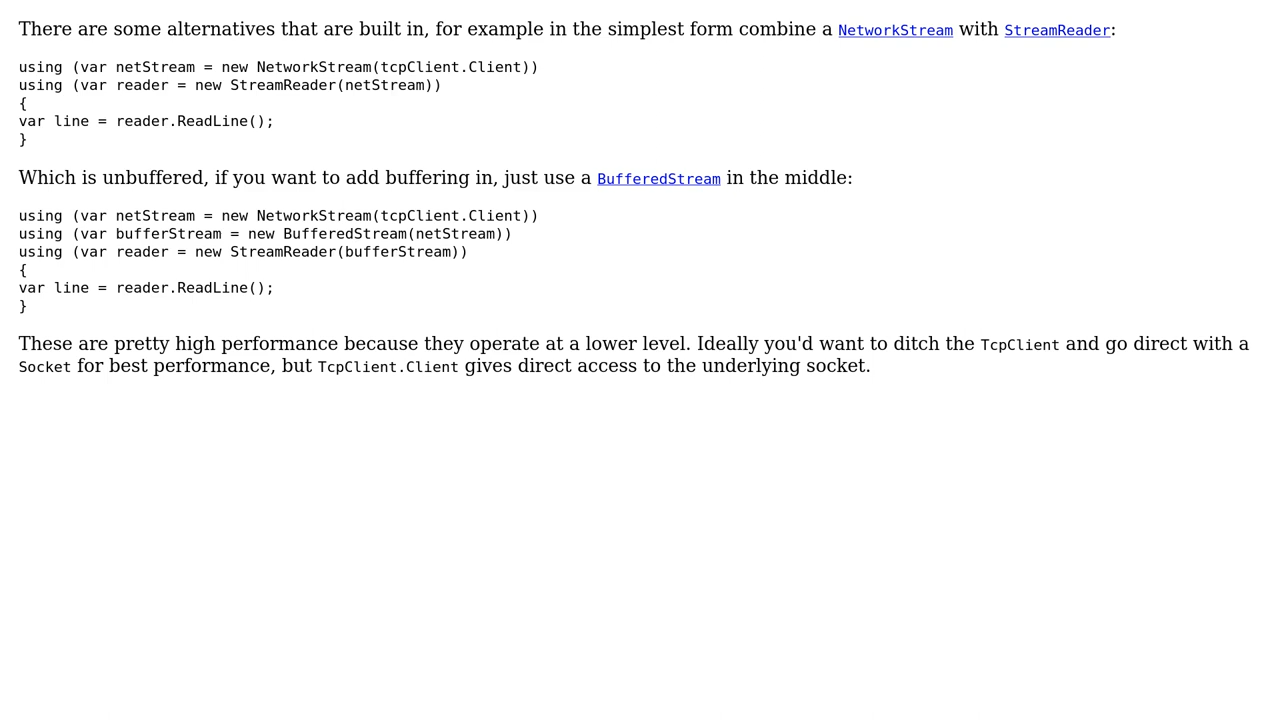 There are some alternatives that are built in, for example in the simplest form combine a NetworkStream with StreamReader:
using (var netStream = new NetworkStream(tcpClient.Client))
using (var reader = new StreamReader(netStream))
{
var line = reader.ReadLine();
}
Which is unbuffered, if you want to add buffering in, just use a BufferedStream in the middle:
using (var netStream = new NetworkStream(tcpClient.Client))
using (var bufferStream = new BufferedStream(netStream))
using (var reader = new StreamReader(bufferStream))
{
var line = reader.ReadLine();
}
These are pretty high performance because they operate at a lower level. Ideally you'd want to ditch the TcpClient and go direct with a
Socket for best performance, but TcpClient.Client gives direct access to the underlying socket.